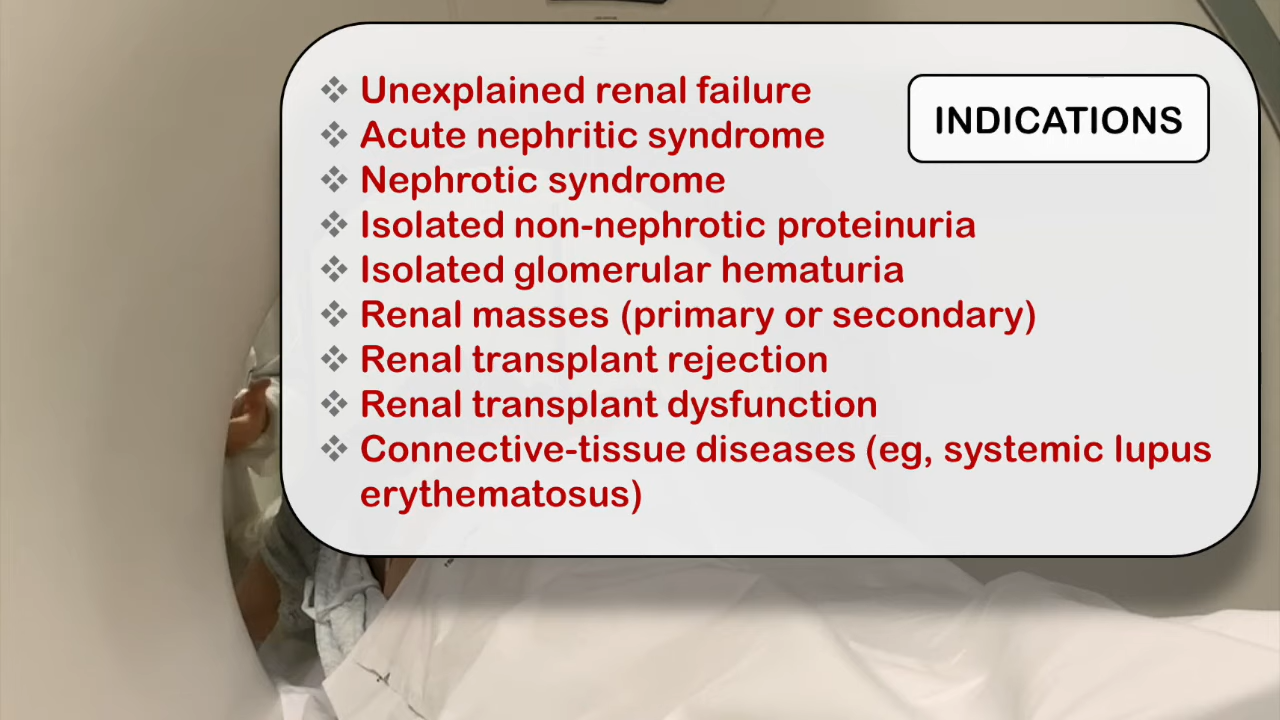 INDICATIONS
Unexplained renal failure
Acute nephritic syndrome
Nephrotic syndrome
Isolated non-nephrotic proteinuria
Isolated glomerular hematuria
Renal masses (primary or secondary)
Renal transplant rejection
Renal transplant dysfunction
Connective-tissue diseases (eg, systemic lupus
erythematosus)